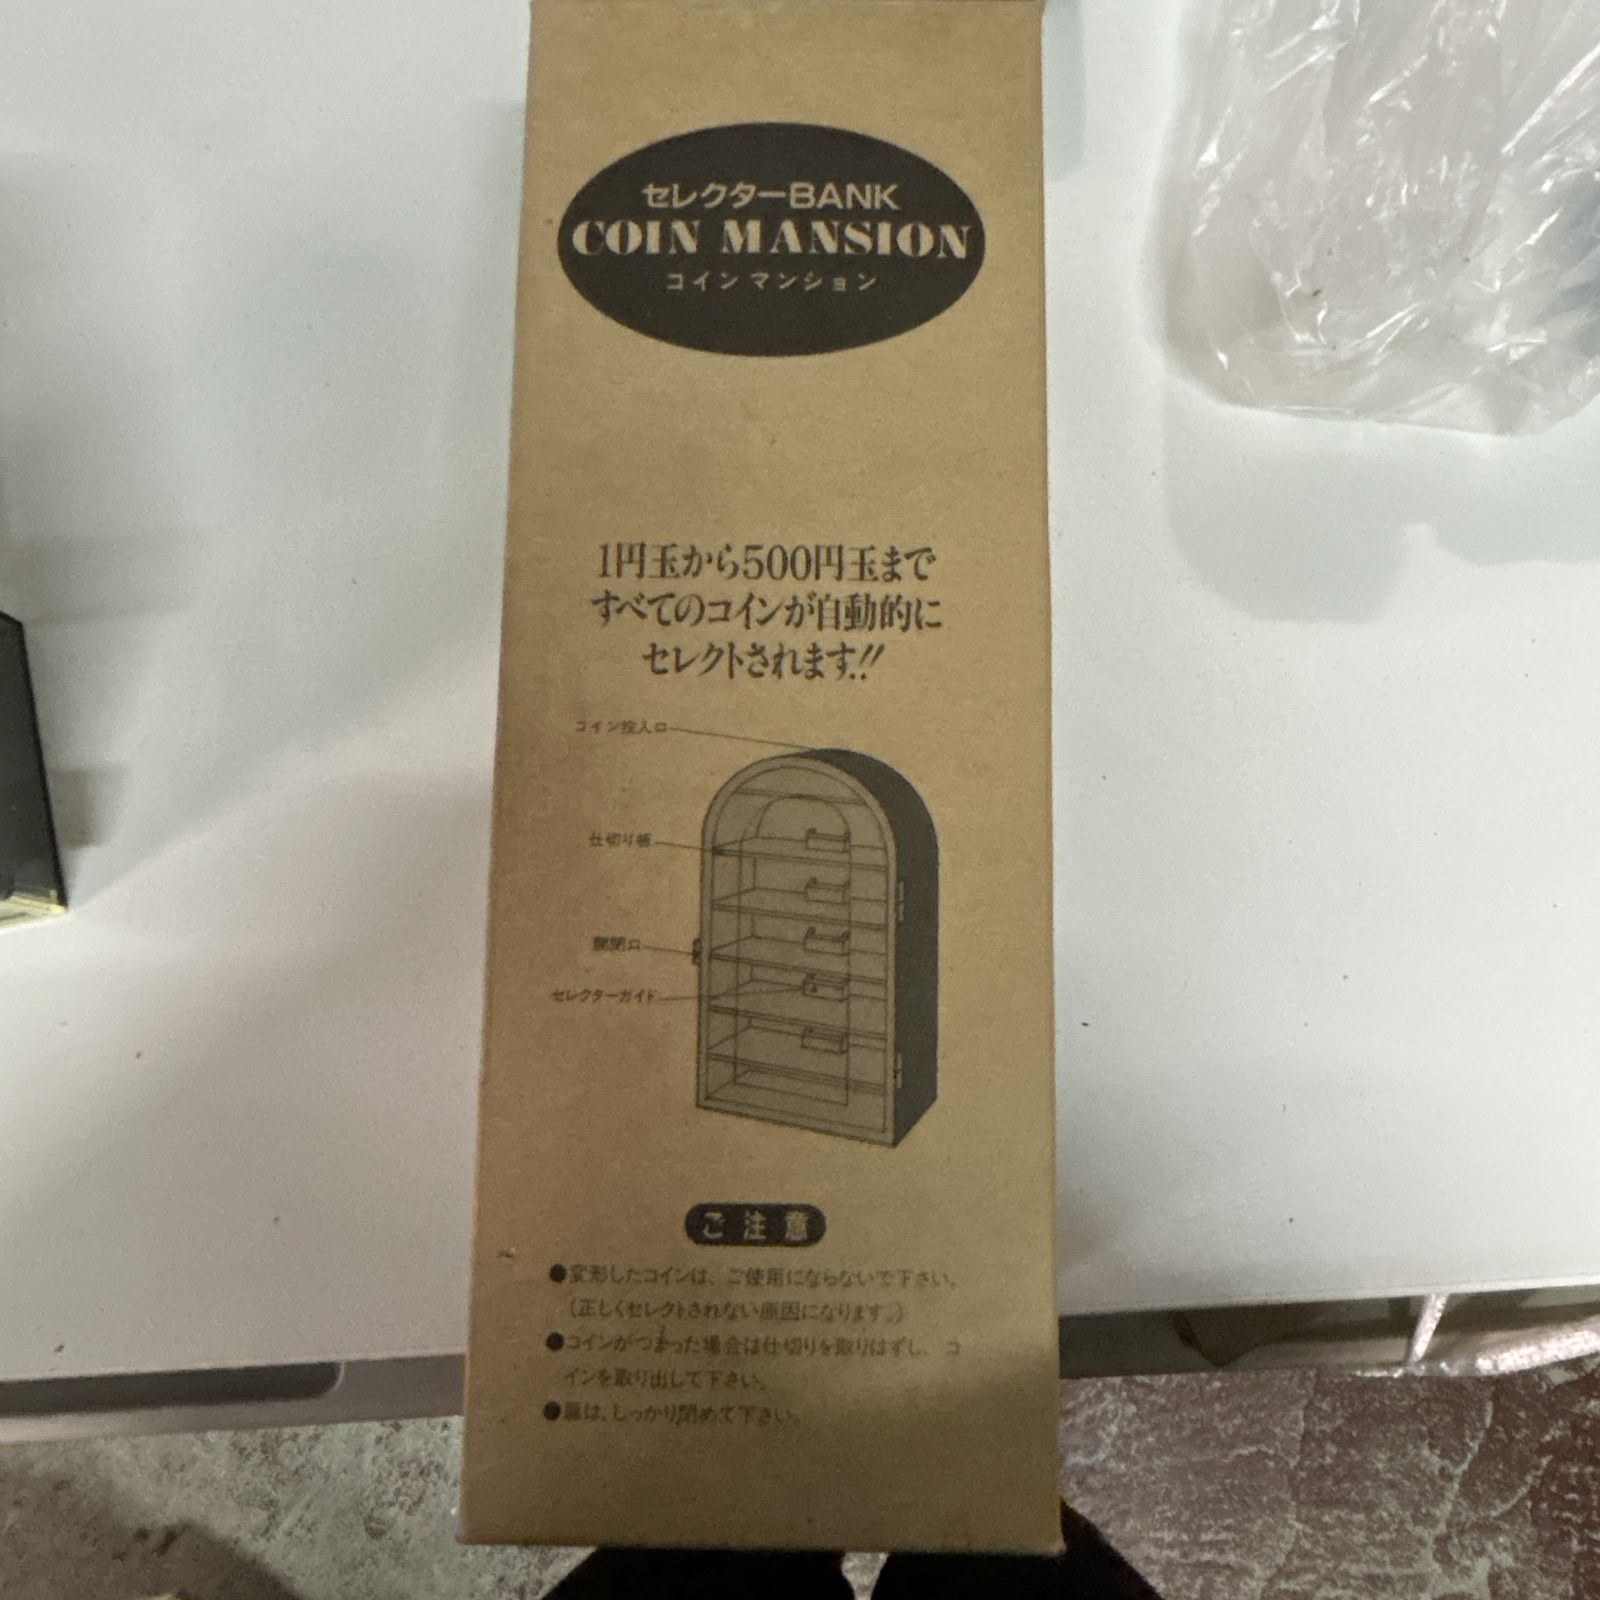 セレクターBANK
COIN MANSION
コインマンション
1円玉から500円玉まで
すべてのコインが自動的に
セレクトされます!!
コイン投入口
仕切り板
開閉口
セレクターガイド
ご注意
●変形したコインは、ご使用にならないで下さい。
(正しくセレクトされない原因になります。)
●コインがつまった場合は仕切りを取りはずし、コ
インを取り出して下さい。
●扉は、しっかり閉めて下さい。